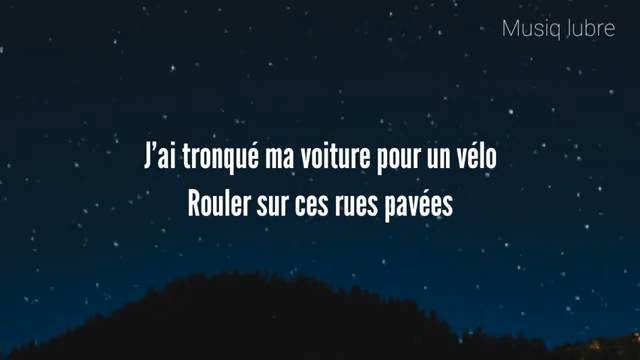 Musiq lubre
J'ai tronqué ma voiture pour un vélo
Rouler sur ces rues pavées